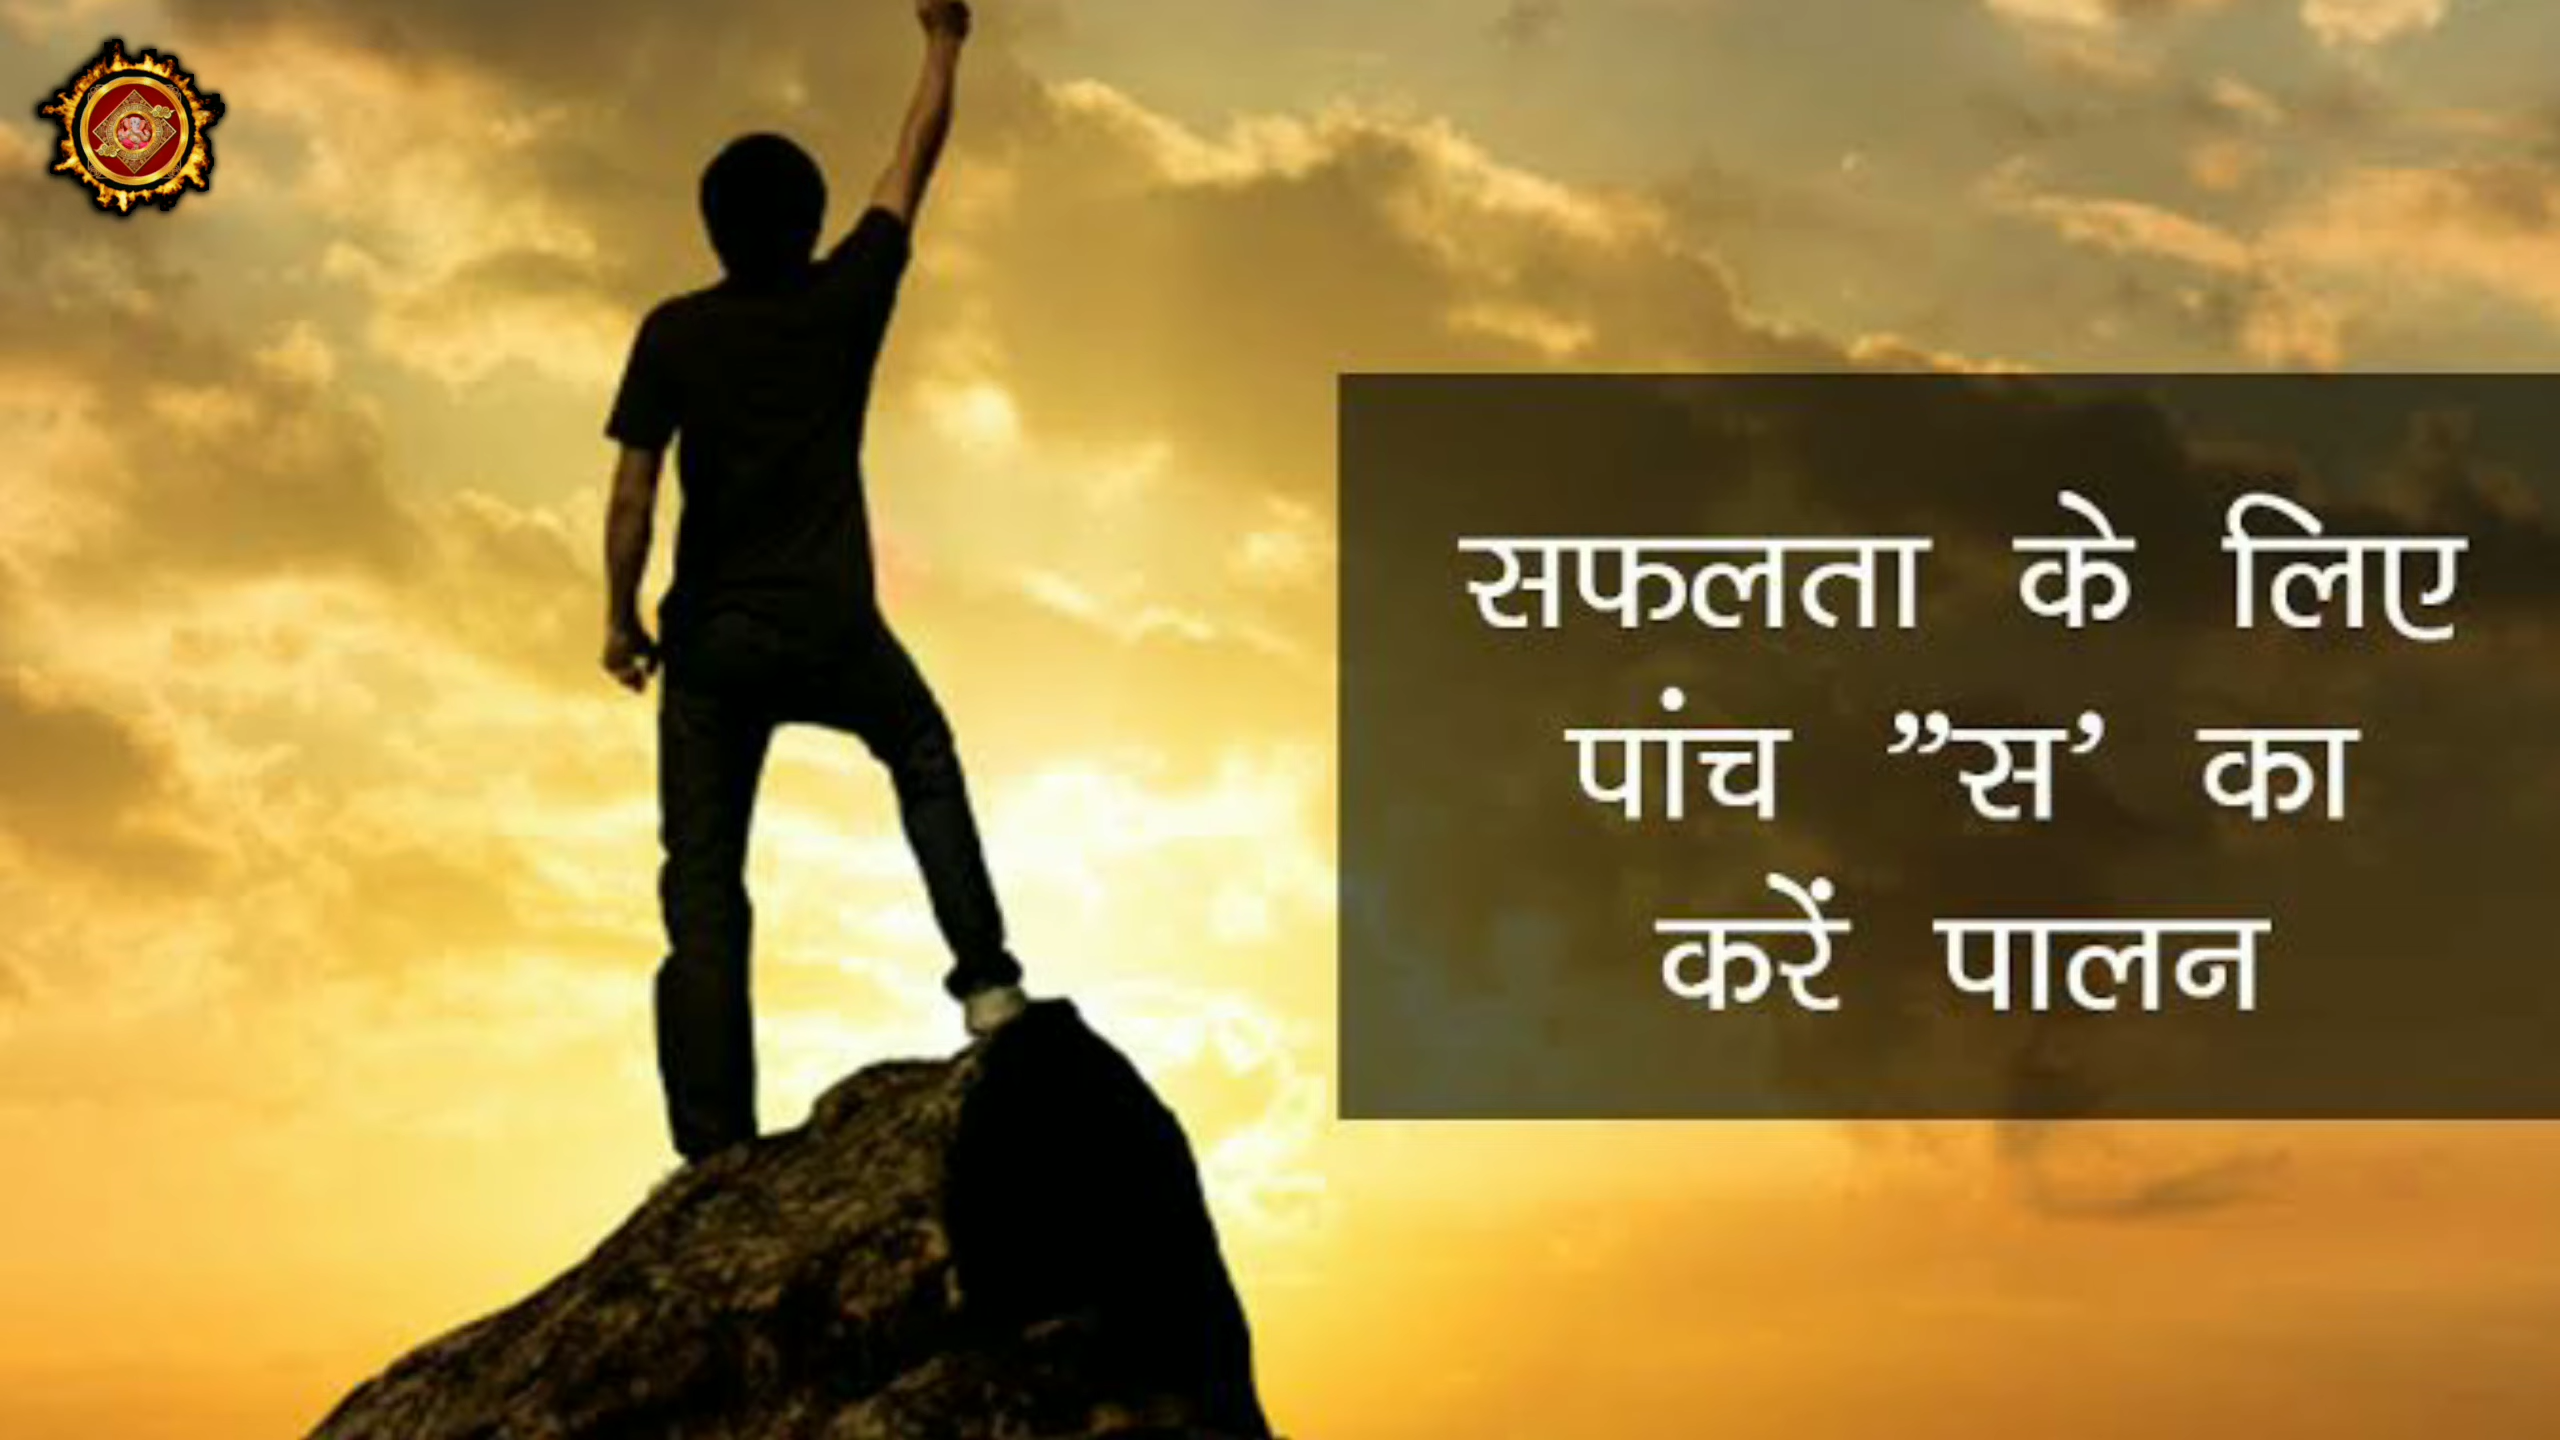 सफलता के लिए
पांच ”स’ का
करें पालन